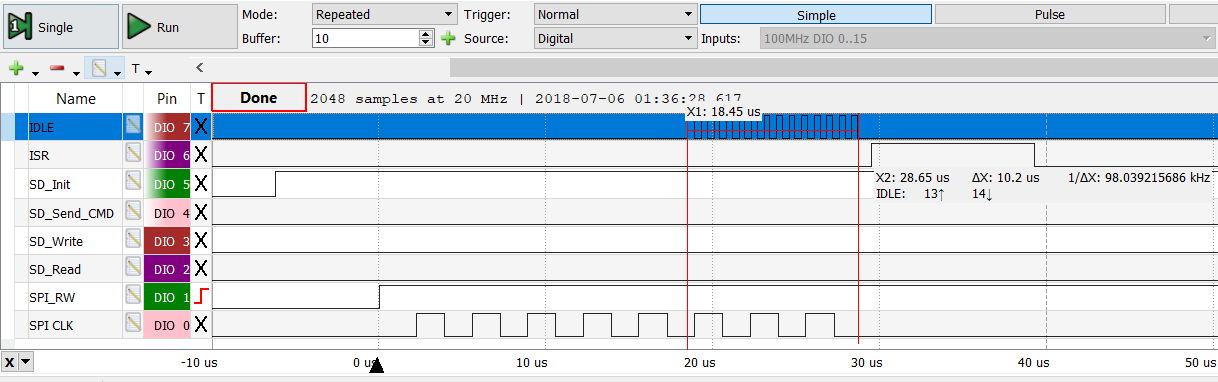 1 Single Run Mode: Repeated Trigger: Normal Simple Pulse
Buffer: 10 Source: Digital Inputs: 100MHz DIO 0..15
T
Name Pin T Done 2048 samples at 20 MHz | 2018-07-06 01:36:28.617
X1: 18.45 us
IDLE DIO 7 X
ISR DIO 6 X
X2: 28.65 us ΔX: 10.2 us 1/ΔX: 98.039215686 kHz
SD_Init DIO 5 X
IDLE: 13↑ 14↓
SD_Send_CMD DIO 4 X
SD_Write DIO 3 X
SD_Read DIO 2 X
SPI_RW DIO 1
SPI CLK DIO 0 X
X -10 us 0 us 10 us 20 us 30 us 40 us 50 us